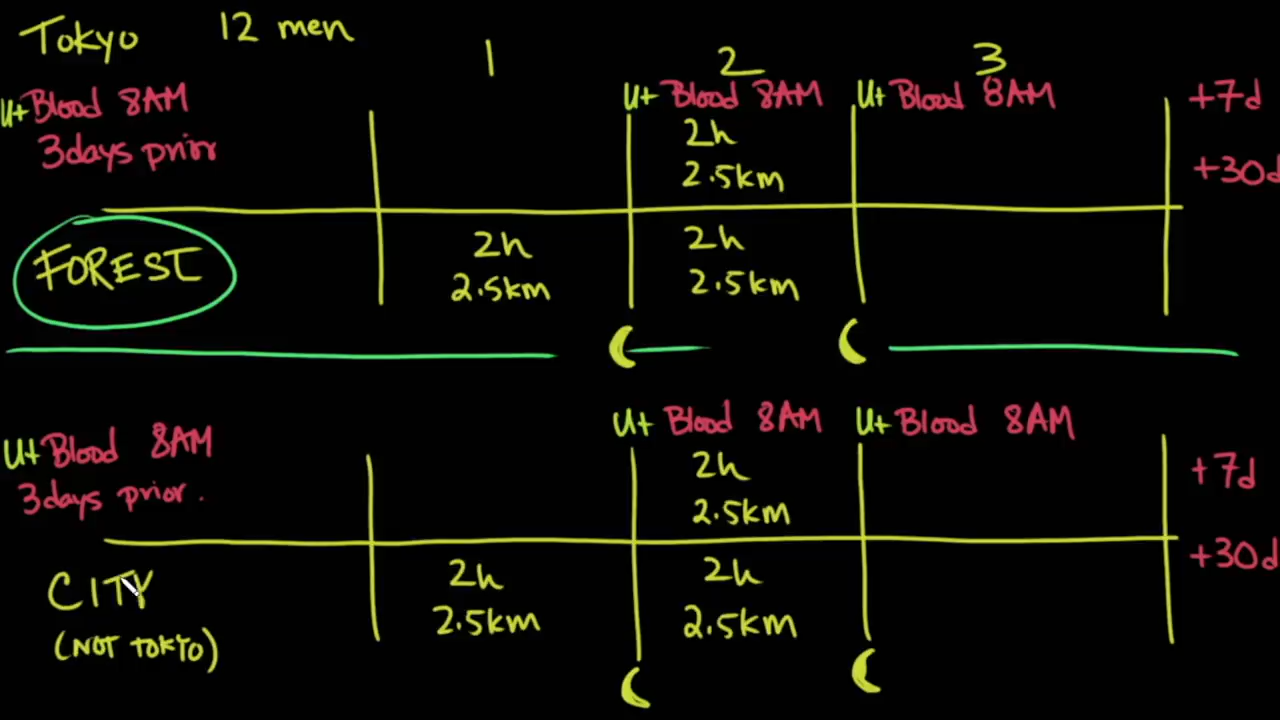 Tokyo 12 men
1 2 3
U+ Blood 8AM U+ Blood 8AM U+ Blood 8AM +7d
3days prior 2h +30d
2.5km
FOREST 2h 2h
2.5km 2.5km
U+ Blood 8AM U+ Blood 8AM U+ Blood 8AM
3days prior. 2h +7d
2.5km
CITY 2h 2h +30d
(NOT TOKYO) 2.5km 2.5km